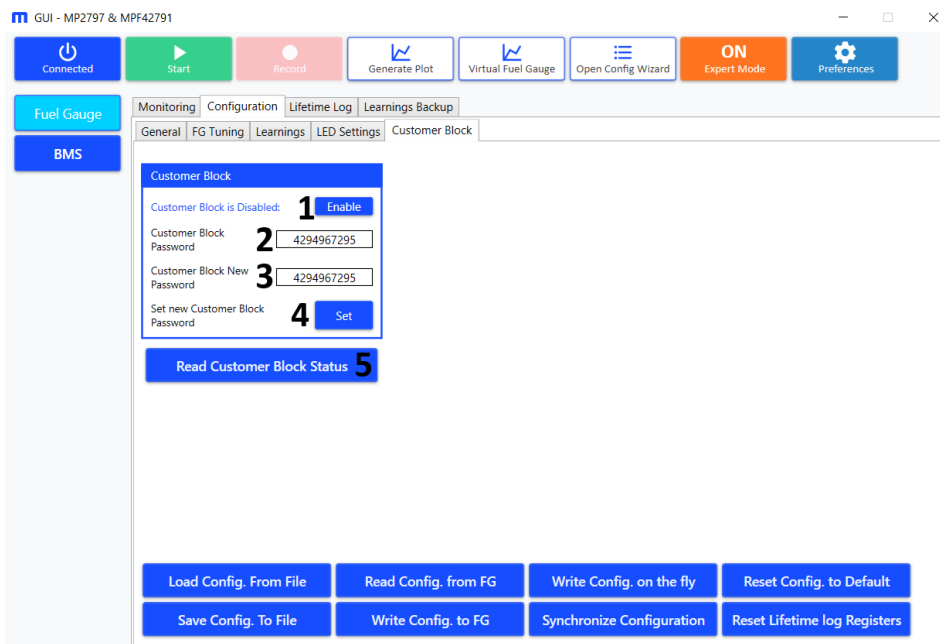 m GUI - MP2797 & MPF42791
Connected
Start
Record
Generate Plot
Virtual Fuel Gauge
Open Config Wizard
ON
Expert Mode
Preferences
Fuel Gauge
BMS
Monitoring Configuration Lifetime Log Learnings Backup
General FG Tuning Learnings LED Settings Customer Block
Customer Block
Customer Block is Disabled: 1 Enable
Customer Block
Password
2 4294967295
Customer Block New
Password
3 4294967295
Set new Customer Block
Password
4 Set
Read Customer Block Status 5
Load Config. From File Read Config. from FG Write Config. on the fly Reset Config. to Default
Save Config. To File Write Config. to FG Synchronize Configuration Reset Lifetime log Registers